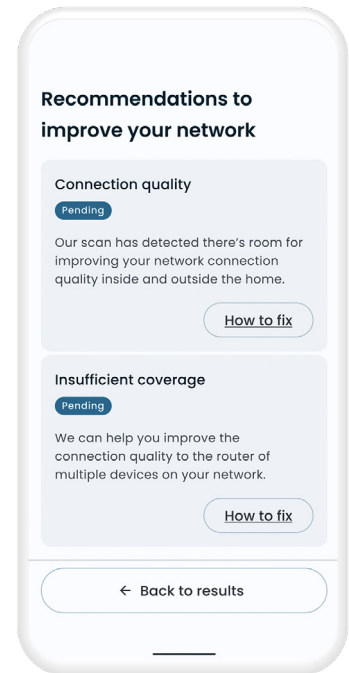 Recommendations to
improve your network
Connection quality
Pending
Our scan has detected there's room for
improving your network connection
quality inside and outside the home.
How to fix
Insufficient coverage
Pending
We can help you improve the
connection quality to the router of
multiple devices on your network.
How to fix
← Back to results